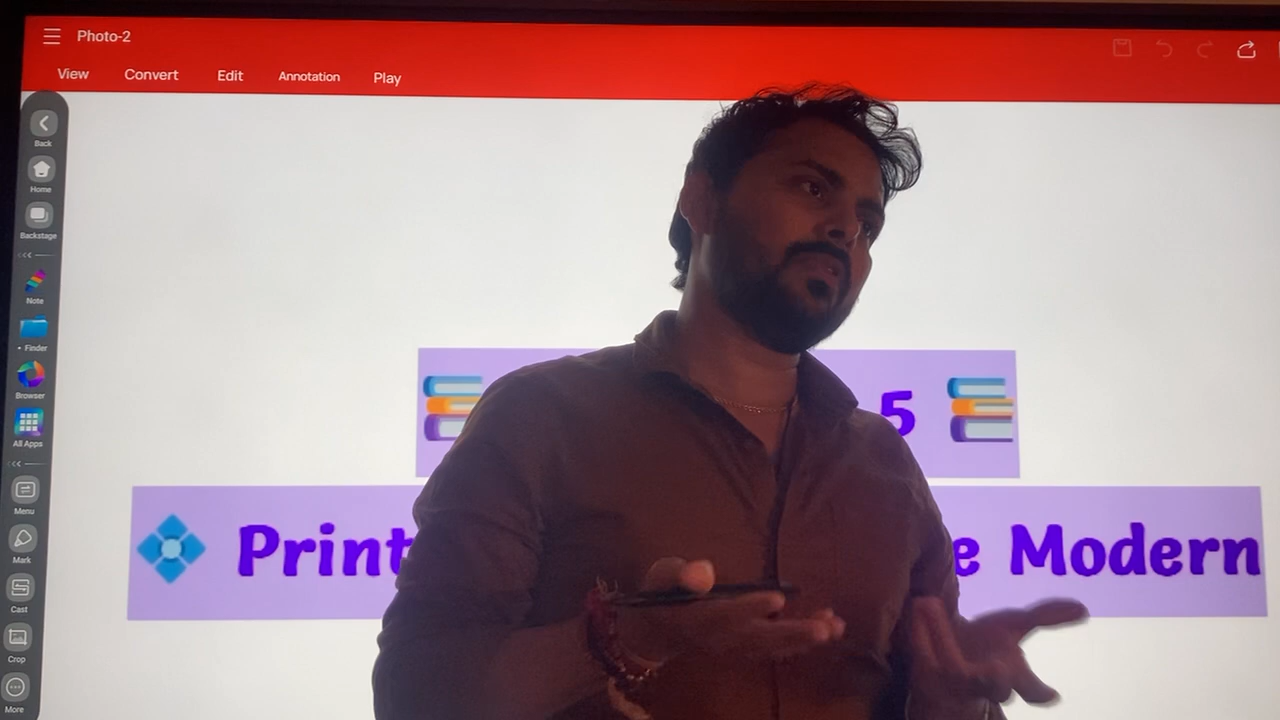 Photo-2
View Convert Edit Annotation Play
Back
Home
Backstage
Note
Finder
Browser
All Apps
Menu
Mark
Cast
Crop
More
5
Print Modern